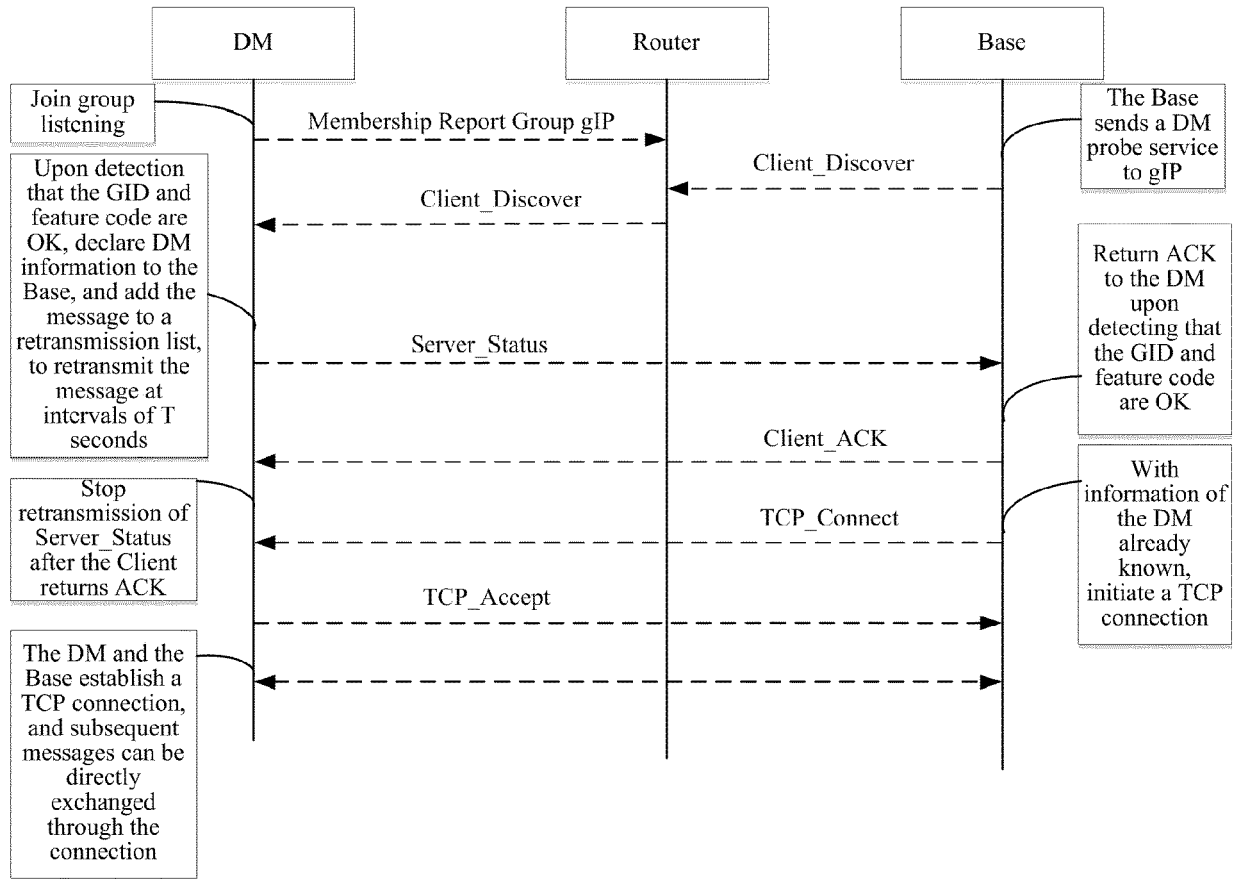 DM
Router
Base
Join group
listening
Membership Report Group gIP
The Base
sends a DM
probe service
to gIP
Client_Discover
Client_Discover
Upon detection
that the GID and
feature code are
OK, declare DM
information to the
Base, and add the
message to a
retransmission list,
to retransmit the
message at
intervals of T
seconds
Return ACK
to the DM
upon
detecting that
the GID and
feature code
are OK
Server_Status
Client_ACK
Stop
retransmission of
Server_Status
after the Client
returns ACK
With
information of
the DM
already
known,
initiate a TCP
connection
TCP_Connect
TCP_Accept
The DM and the
Base establish a
TCP connection,
and subsequent
messages can be
directly
exchanged
through the
connection